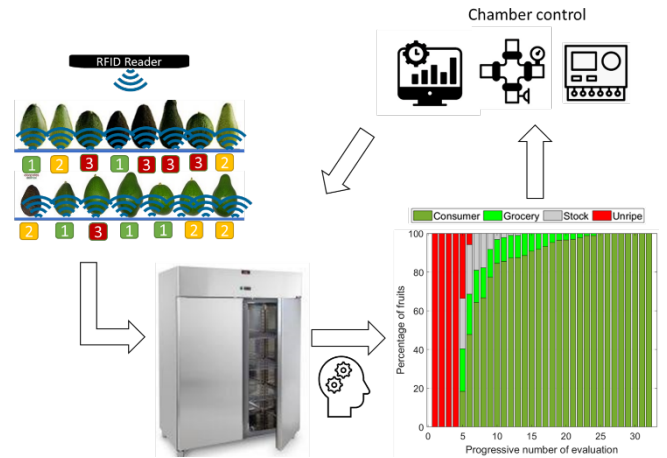 Chamber control
RFID Reader
1 2 3 1 3 3 3 2
2 1 3 1 1 2 2
Consumer Grocery Stock Unripe
Percentage of fruits
100
80
60
40
20
0
0 5 10 15 20 25 30
Progressive number of evaluation